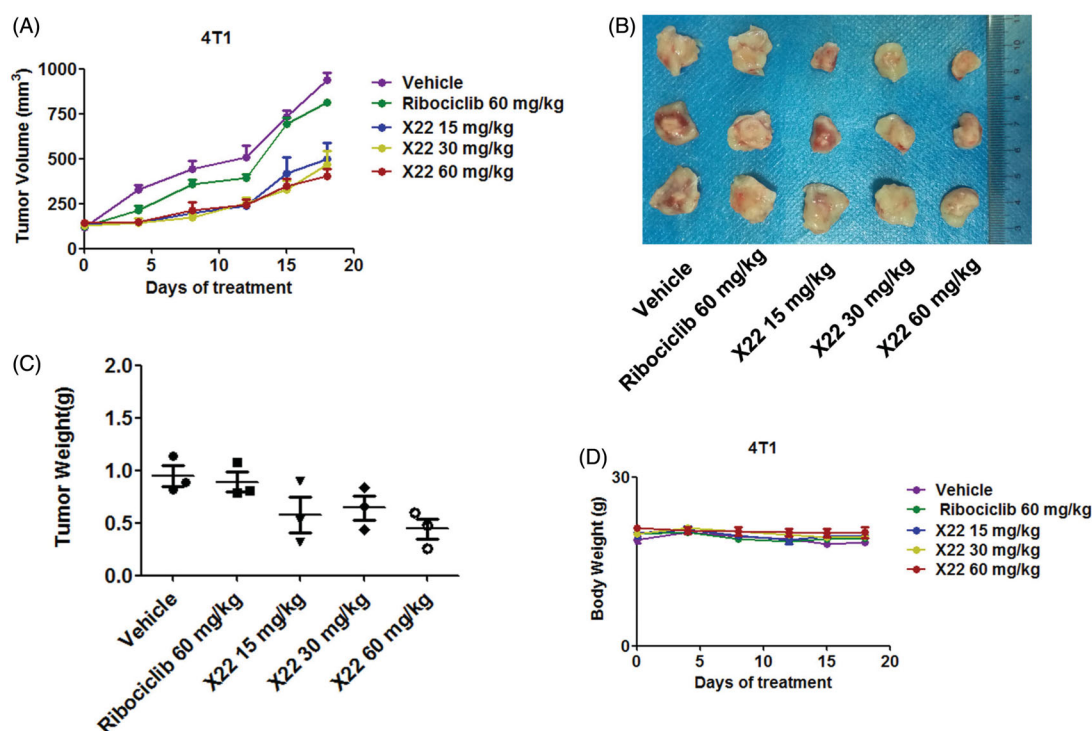 (A)
4T1
Tumor Volume (mm³)
1000
750
500
250
0
0
5
10
15
20
Days of treatment
Vehicle
Ribociclib 60 mg/kg
X22 15 mg/kg
X22 30 mg/kg
X22 60 mg/kg
(B)
Vehicle
Ribociclib 60 mg/kg
X22 15 mg/kg
X22 30 mg/kg
X22 60 mg/kg
(C)
Tumor Weight(g)
2.0
1.5
1.0
0.5
0.0
Vehicle
Ribociclib 60 mg/kg
X22 15 mg/kg
X22 30 mg/kg
X22 60 mg/kg
(D)
4T1
Body Weight (g)
30
0
0
5
10
15
20
Days of treatment
Vehicle
Ribociclib 60 mg/kg
X22 15 mg/kg
X22 30 mg/kg
X22 60 mg/kg